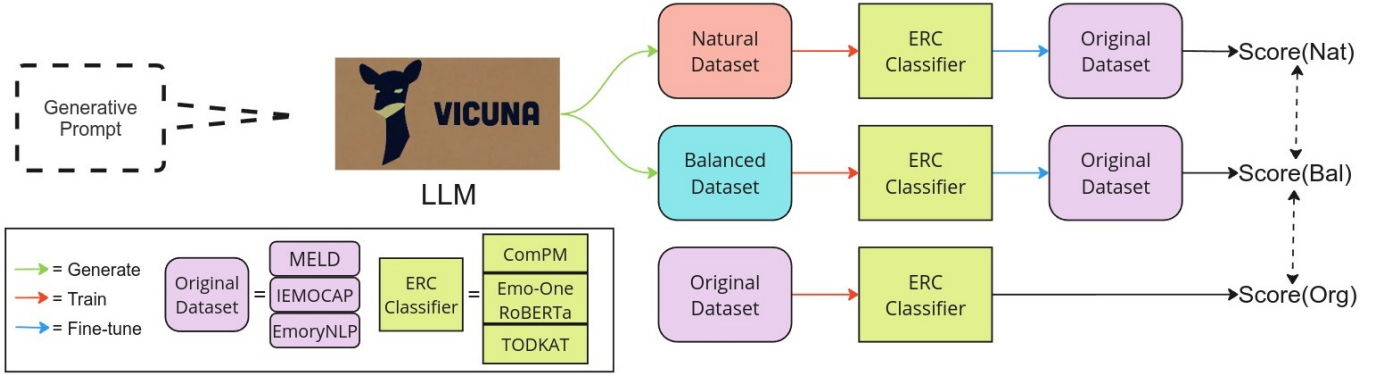 Generative
Prompt
VICUNA
LLM
Natural
Dataset
ERC
Classifier
Original
Dataset
Score(Nat)
Balanced
Dataset
ERC
Classifier
Original
Dataset
Score(Bal)
Original
Dataset
ERC
Classifier
Score(Org)
= Generate
= Train
= Fine-tune
Original
Dataset
=
MELD
IEMOCAP
EmoryNLP
ERC
Classifier
=
ComPM
Emo-One
RoBERTa
TODKAT